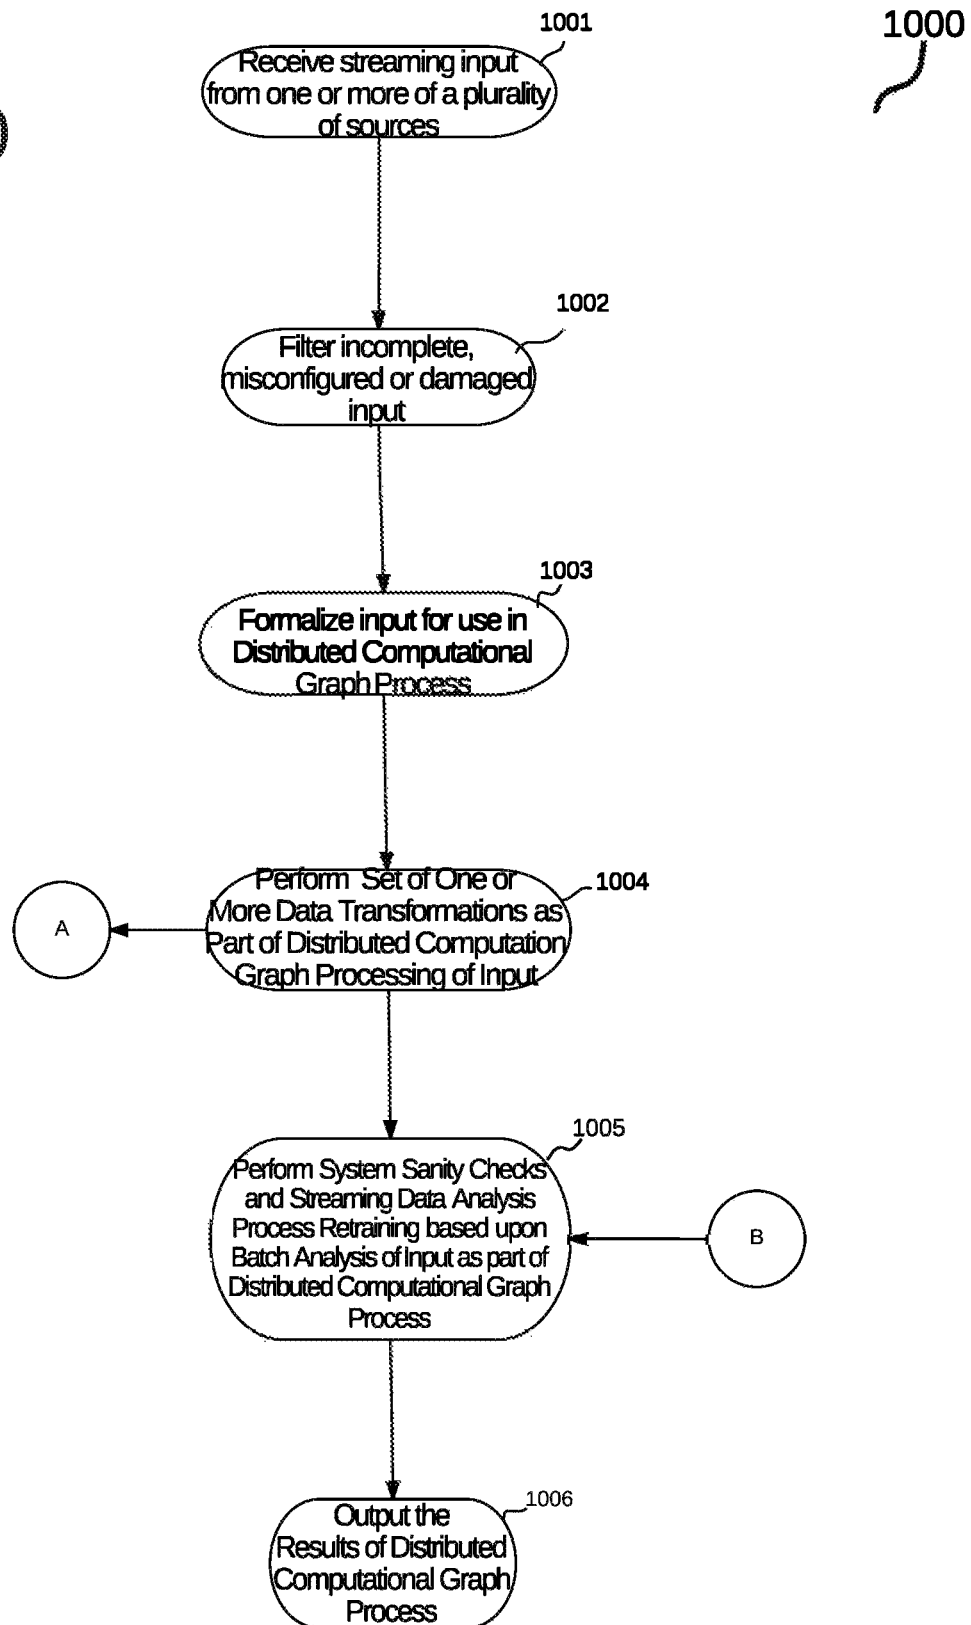 1000
1001
Receive streaming input
from one or more of a plurality
of sources
1002
Filter incomplete,
misconfigured or damaged
input
1003
Formalize input for use in
Distributed Computational
Graph Process
1004
Perform Set of One or
More Data Transformations as
Part of Distributed Computation
Graph Processing of Input
A
1005
Perform System Sanity Checks
and Streaming Data Analysis
Process Retraining based upon
Batch Analysis of Input as part of
Distributed Computational Graph
Process
B
1006
Output the
Results of Distributed
Computational Graph
Process